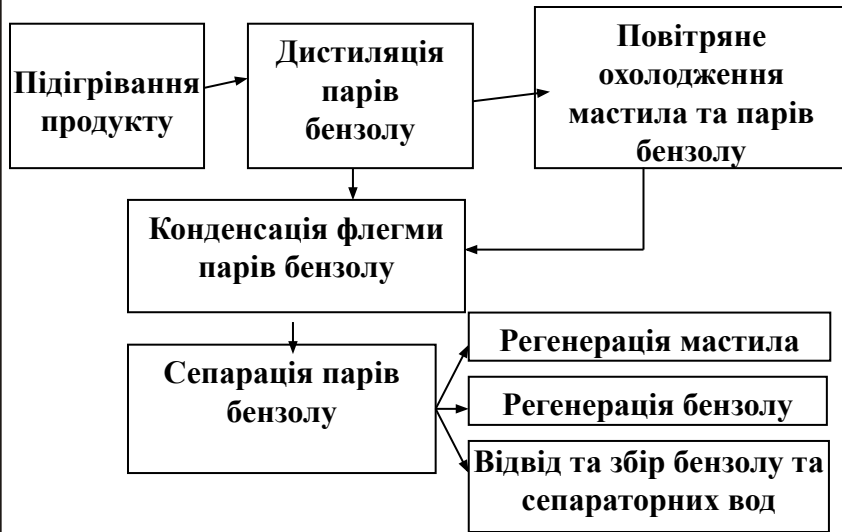 Підігрівання
продукту
Дистиляція
парів
бензолу
Повітряне
охолодження
мастила та парів
бензолу
Конденсація флегми
парів бензолу
Сепарація парів
бензолу
Регенерація мастила
Регенерація бензолу
Відвід та збір бензолу та
сепараторних вод